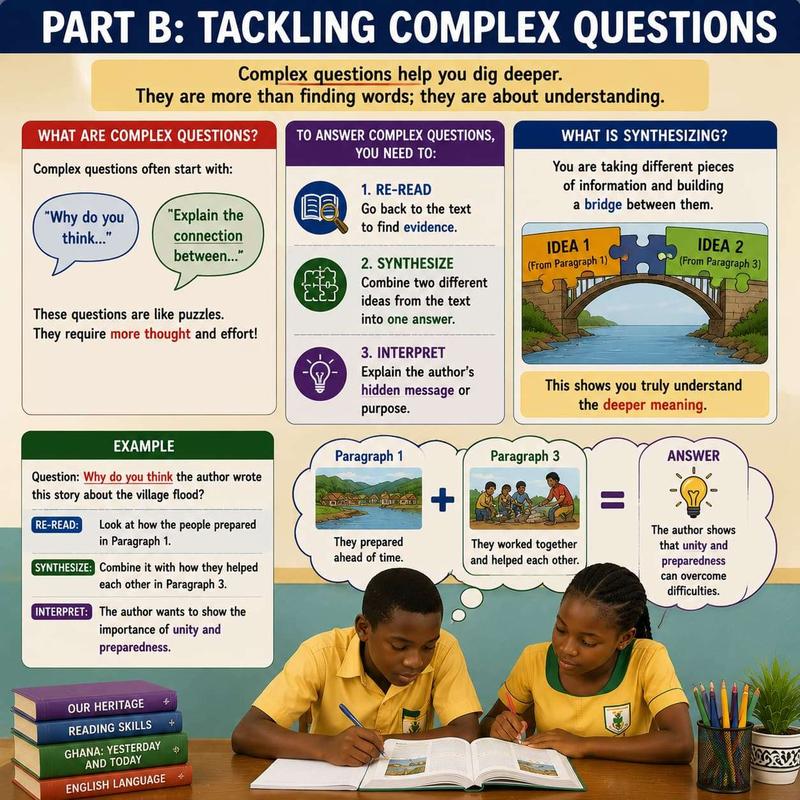 PART B: TACKLING COMPLEX QUESTIONS
Complex questions help you dig deeper.
They are more than finding words; they are about understanding.
WHAT ARE COMPLEX QUESTIONS?
Complex questions often start with:
"Why do you
think..."
"Explain the
connection
between..."
These questions are like puzzles.
They require more thought and effort!
TO ANSWER COMPLEX QUESTIONS,
YOU NEED TO:
1. RE-READ
Go back to the text
to find evidence.
2. SYNTHESIZE
Combine two different
ideas from the text
into one answer.
3. INTERPRET
Explain the author's
hidden message or
purpose.
WHAT IS SYNTHESIZING?
You are taking different pieces
of information and building
a bridge between them.
IDEA 1
(From Paragraph 1)
IDEA 2
(From Paragraph 3)
This shows you truly understand
the deeper meaning.
EXAMPLE
Question: Why do you think the author wrote
this story about the village flood?
RE-READ:
Look at how the people prepared
in Paragraph 1.
SYNTHESIZE:
Combine it with how they helped
each other in Paragraph 3.
INTERPRET:
The author wants to show the
importance of unity and
preparedness.
Paragraph 1
They prepared
ahead of time.
+
Paragraph 3
They worked together
and helped each other.
=
ANSWER
The author shows
that unity and
preparedness
can overcome
difficulties.
OUR HERITAGE
READING SKILLS
GHANA: YESTERDAY
AND TODAY
ENGLISH LANGUAGE